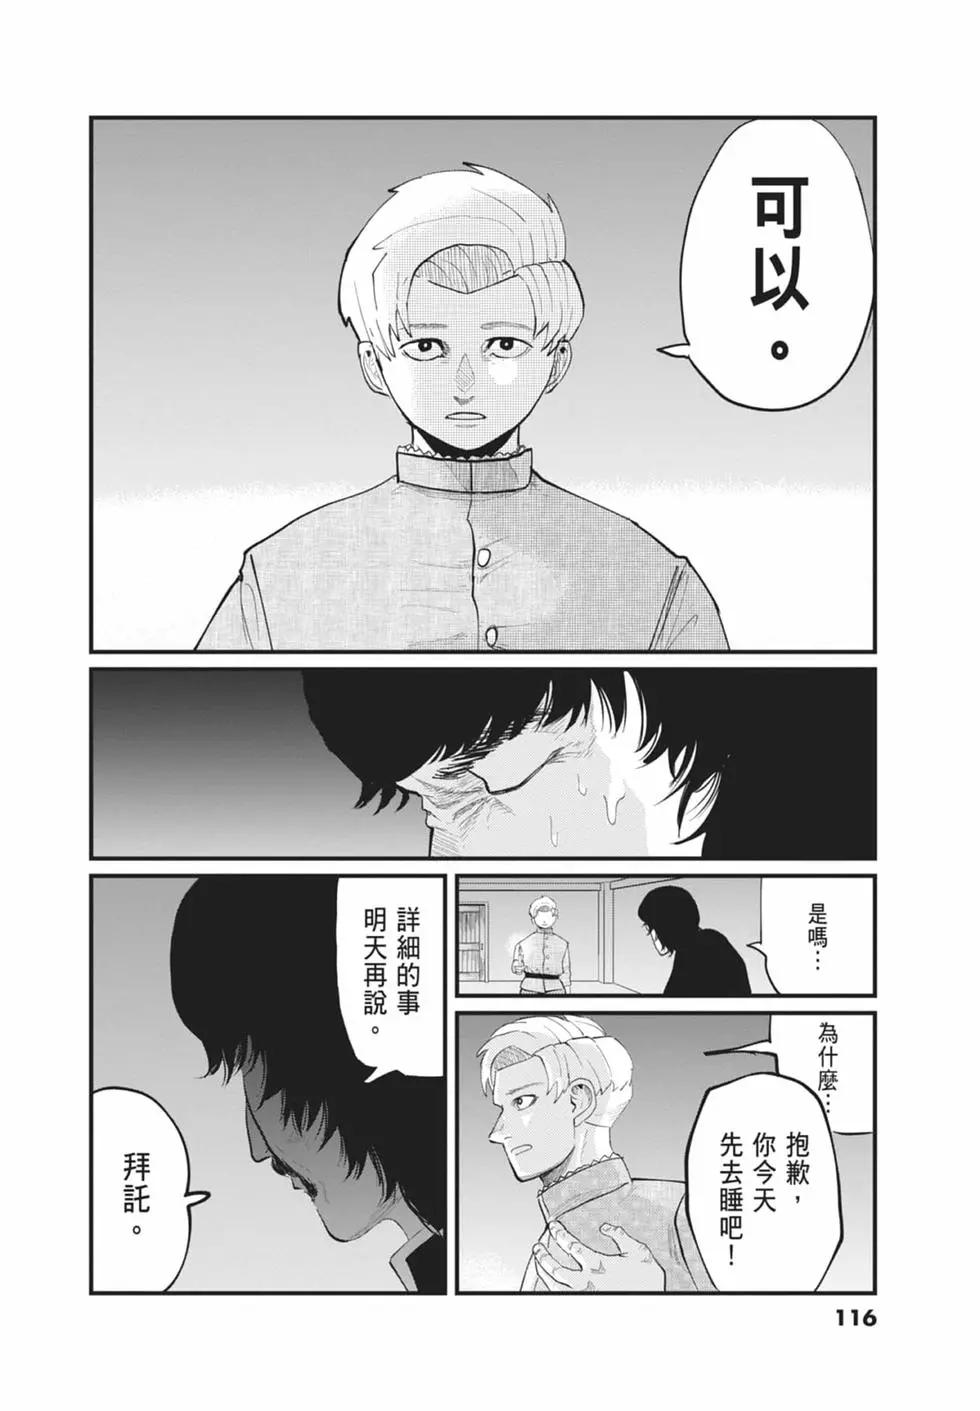 可以。
是嗎…
為什麼…
抱歉，
你今天
先去睡吧！
詳細的事
明天再說。
拜託。
116